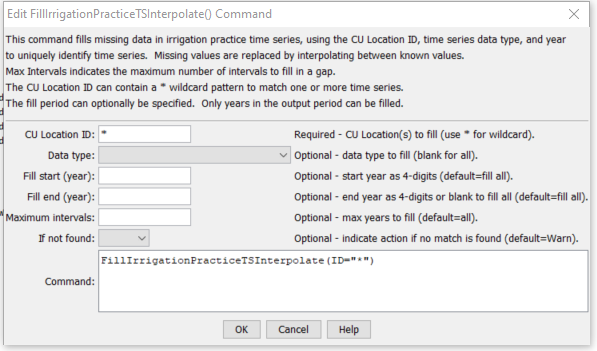 Edit FillIrrigationPracticeTSInterpolate() Command
This command fills missing data in irrigation practice time series, using the CU Location ID, time series data type, and year
to uniquely identify time series. Missing values are replaced by interpolating between known values.
Max Intervals indicates the maximum number of intervals to fill in a gap.
The CU Location ID can contain a * wildcard pattern to match one or more time series.
The fill period can optionally be specified. Only years in the output period can be filled.
CU Location ID: * Required - CU Location(s) to fill (use * for wildcard).
Data type: Optional - data type to fill (blank for all).
Fill start (year): Optional - start year as 4-digits (default=fill all).
Fill end (year): Optional - end year as 4-digits or blank to fill all (default=fill all).
Maximum intervals: Optional - max years to fill (default=all).
If not found: Optional - indicate action if no match is found (default=Warn).
Command: FillIrrigationPracticeTSInterpolate(ID="*")
OK Cancel Help